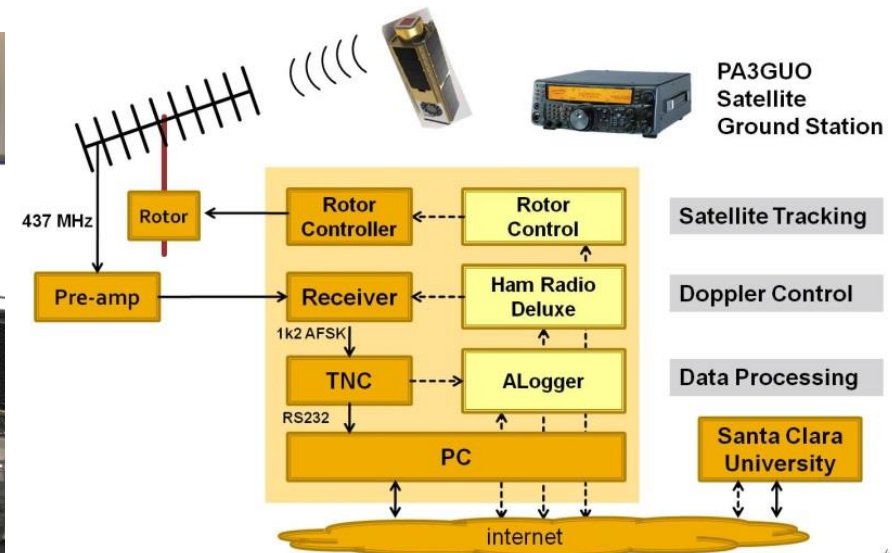 PA3GUO
Satellite
Ground Station
437 MHz
Rotor
Rotor
Controller
Rotor
Control
Satellite Tracking
Pre-amp
Receiver
Ham Radio
Deluxe
Doppler Control
1k2 AFSK
TNC
ALogger
Data Processing
RS232
PC
Santa Clara
University
internet